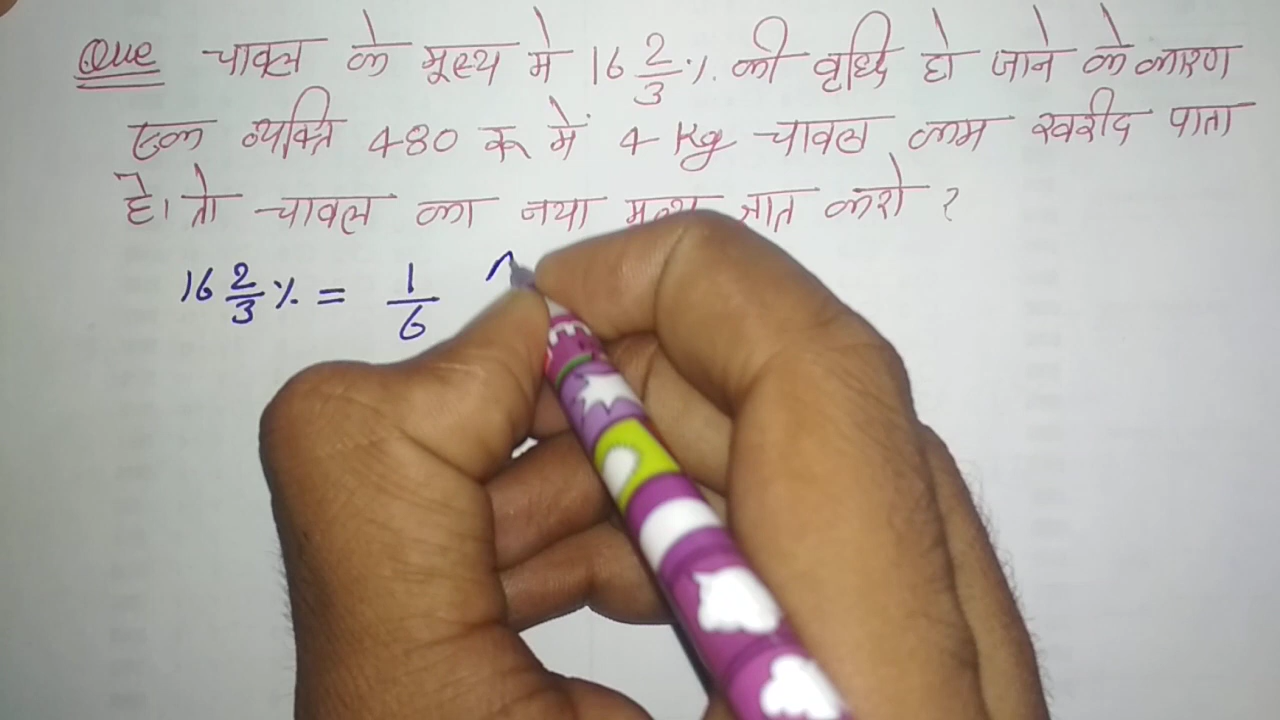 Que चावल के मूल्य मे 16 2/3 % की वृध्दि हो जाने के कारण
एक व्यक्ति 480 रू में 4 Kg चावल कम खरीद पाता
है। तो चावल का नया ज्ञात करो ?
16 2/3 % = 1/6